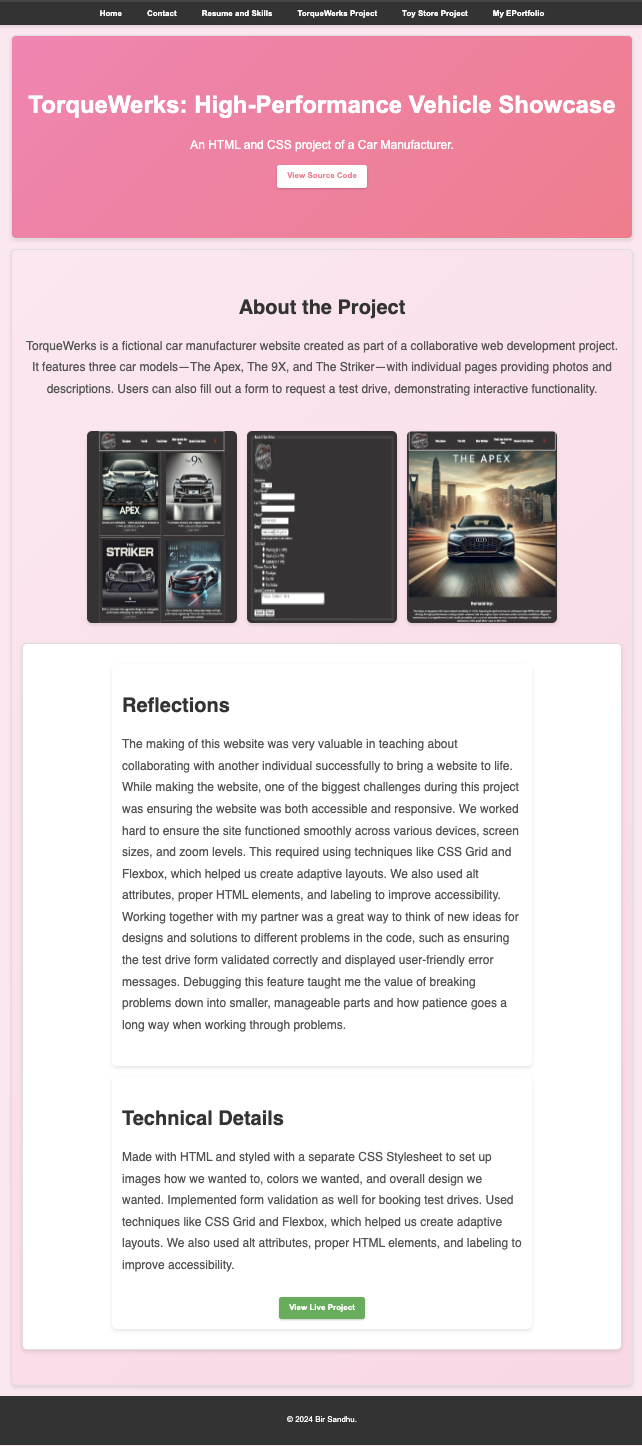 Home Contact Resume and Skills TorqueWerks Project Toy Store Project My EPortfolio
TorqueWerks: High-Performance Vehicle Showcase
An HTML and CSS project of a Car Manufacturer.
View Source Code
About the Project
TorqueWerks is a fictional car manufacturer website created as part of a collaborative web development project.
It features three car models—The Apex, The 9X, and The Striker—with individual pages providing photos and
descriptions. Users can also fill out a form to request a test drive, demonstrating interactive functionality.
THE APEX
9X
THE
APEX
THE
STRIKER
Reflections
The making of this website was very valuable in teaching about
collaborating with another individual successfully to bring a website to life.
While making the website, one of the biggest challenges during this project
was ensuring the website was both accessible and responsive. We worked
hard to ensure the site functioned smoothly across various devices, screen
sizes, and zoom levels. This required using techniques like CSS Grid and
Flexbox, which helped us create adaptive layouts. We also used alt
attributes, proper HTML elements, and labeling to improve accessibility.
Working together with my partner was a great way to think of new ideas for
designs and solutions to different problems in the code, such as ensuring
the test drive form validated correctly and displayed user-friendly error
messages. Debugging this feature taught me the value of breaking
problems down into smaller, manageable parts and how patience goes a
long way when working through problems.
Technical Details
Made with HTML and styled with a separate CSS Stylesheet to set up
images how we wanted to, colors we wanted, and overall design we
wanted. Implemented form validation as well for booking test drives. Used
techniques like CSS Grid and Flexbox, which helped us create adaptive
layouts. We also used alt attributes, proper HTML elements, and labeling to
improve accessibility.
View Live Project
© 2024 Bir Sandhu.